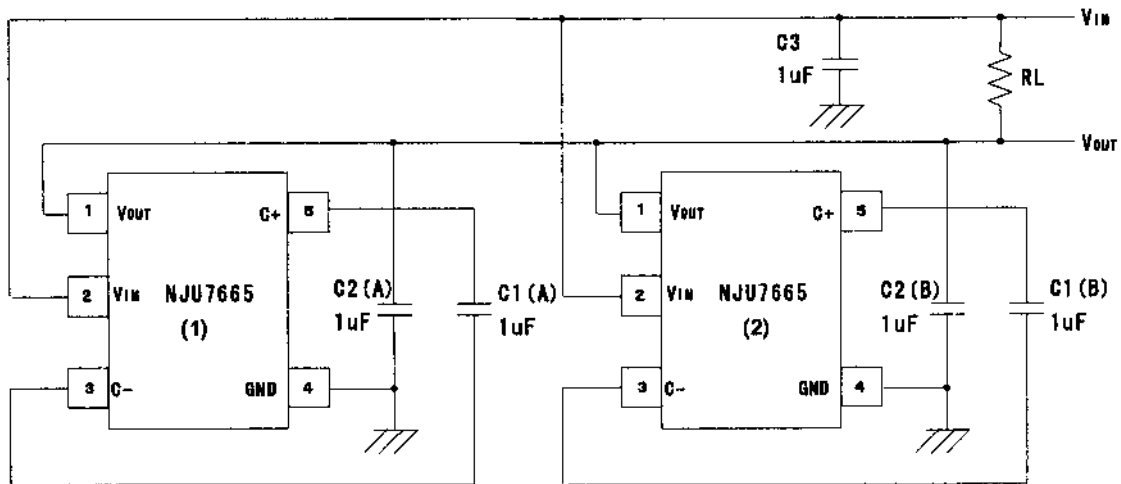 VIN
C3
1uF
RL
VOUT
1
VOUT
C+
5
2
VIN
NJU7665
(1)
3
C-
GND
4
C2(A)
1uF
C1(A)
1uF
1
VOUT
C+
5
2
VIN
NJU7665
(2)
3
C-
GND
4
C2(B)
1uF
C1(B)
1uF